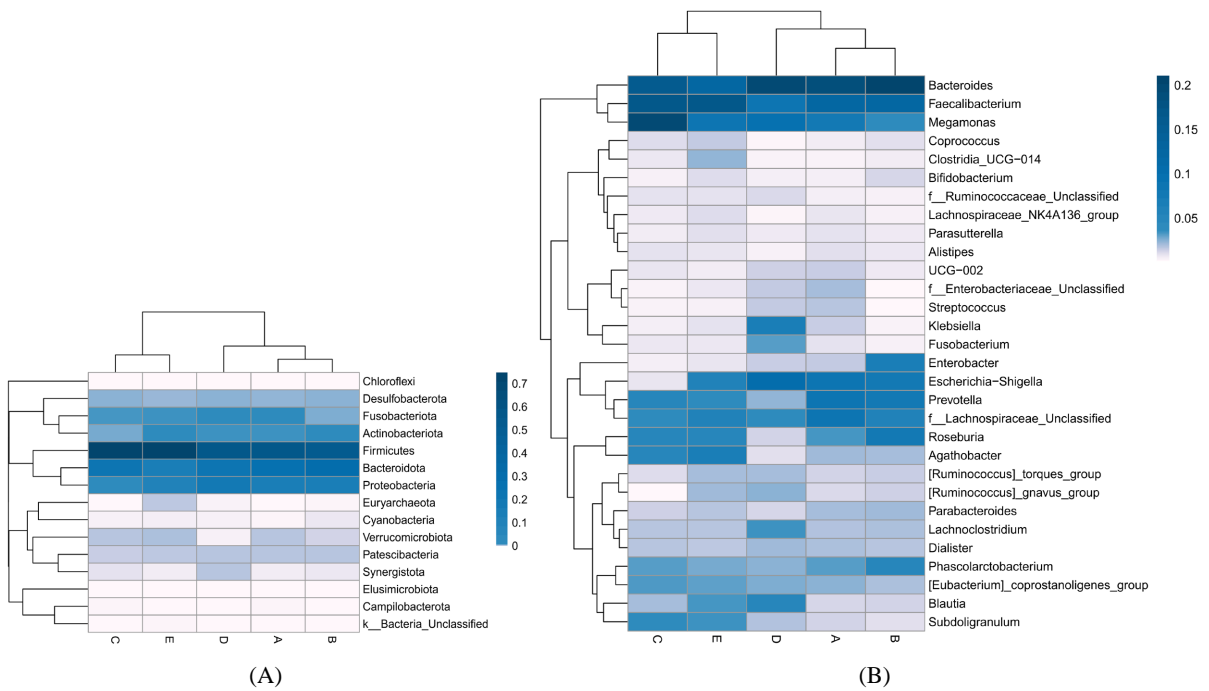 Chloroflexi
Desulfobacterota
Fusobacteriota
Actinobacteriota
Firmicutes
Bacteroidota
Proteobacteria
Euryarchaeota
Cyanobacteria
Verrucomicrobiota
Patescibacteria
Synergistota
Elusimicrobiota
Campilobacterota
k__Bacteria_Unclassified
C E D A B
0.7
0.6
0.5
0.4
0.3
0.2
0.1
0
(A)
Bacteroides
Faecalibacterium
Megamonas
Coprococcus
Clostridia_UCG−014
Bifidobacterium
f__Ruminococcaceae_Unclassified
Lachnospiraceae_NK4A136_group
Parasutterella
Alistipes
UCG−002
f__Enterobacteriaceae_Unclassified
Streptococcus
Klebsiella
Fusobacterium
Enterobacter
Escherichia−Shigella
Prevotella
f__Lachnospiraceae_Unclassified
Roseburia
Agathobacter
[Ruminococcus]_torques_group
[Ruminococcus]_gnavus_group
Parabacteroides
Lachnoclostridium
Dialister
Phascolarctobacterium
[Eubacterium]_coprostanoligenes_group
Blautia
Subdoligranulum
C E D A B
0.2
0.15
0.1
0.05
(B)